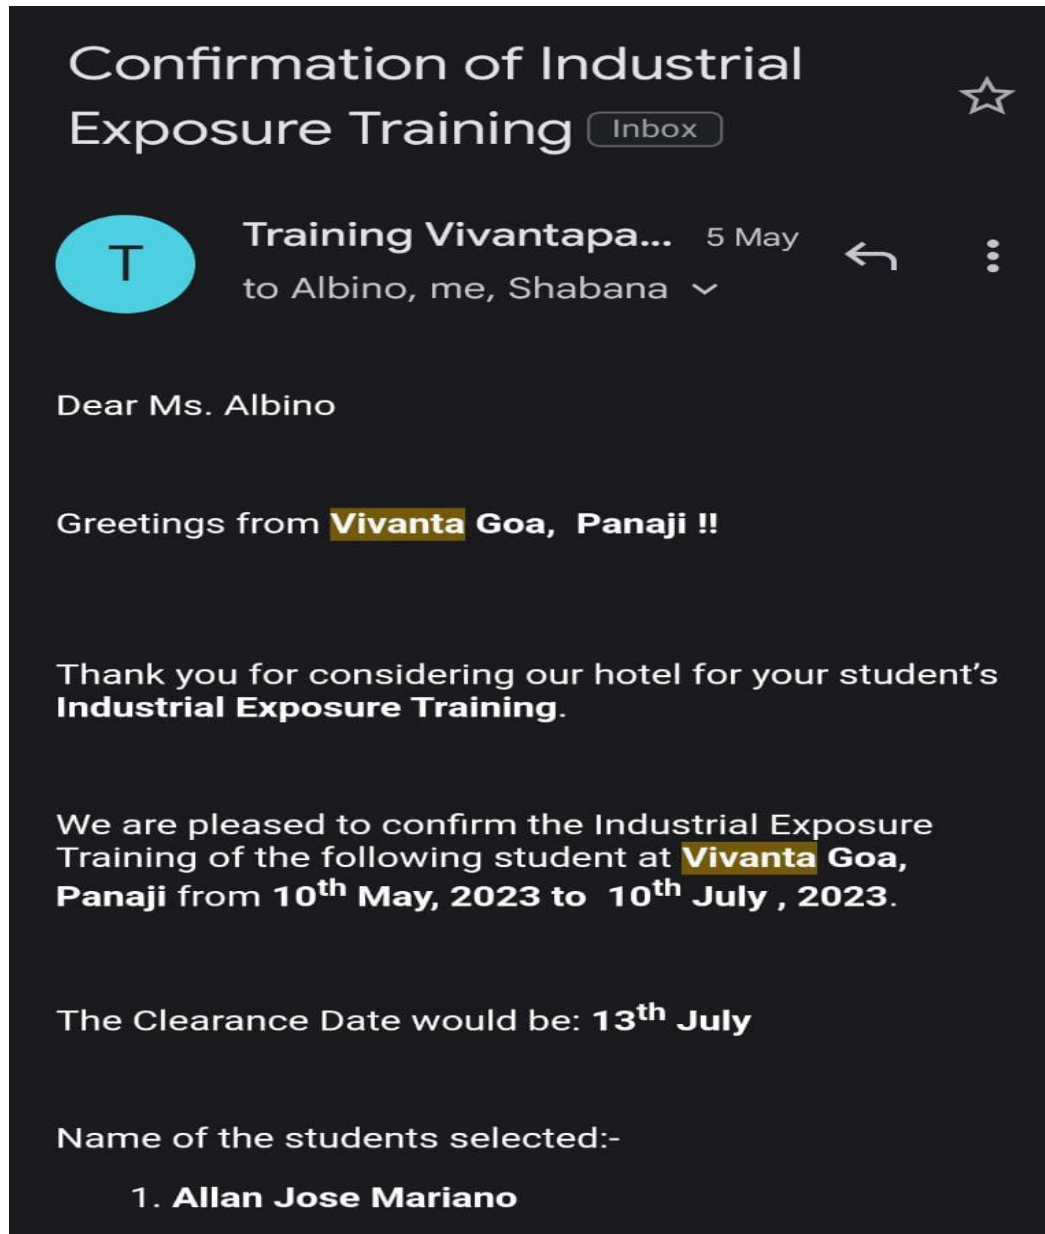 Confirmation of Industrial
Exposure Training Inbox
T
Training Vivantapa... 5 May
to Albino, me, Shabana
Dear Ms. Albino
Greetings from Vivanta Goa, Panaji !!
Thank you for considering our hotel for your student’s
Industrial Exposure Training.
We are pleased to confirm the Industrial Exposure
Training of the following student at Vivanta Goa,
Panaji from 10th May, 2023 to 10th July , 2023.
The Clearance Date would be: 13th July
Name of the students selected:-
1. Allan Jose Mariano